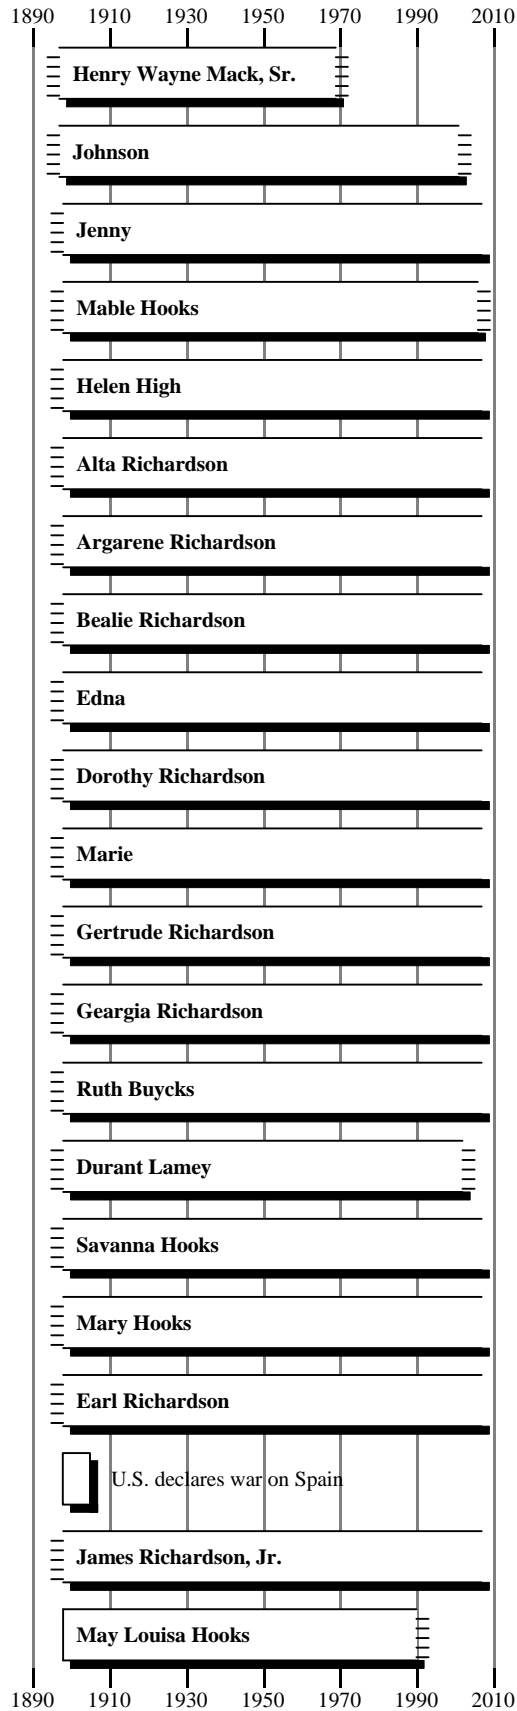 1890 1910 1930 1950 1970 1990 2010
Henry Wayne Mack, Sr.
Johnson
Jenny
Mable Hooks
Helen High
Alta Richardson
Argarene Richardson
Bealie Richardson
Edna
Dorothy Richardson
Marie
Gertrude Richardson
Geargia Richardson
Ruth Buycks
Durant Lamey
Savanna Hooks
Mary Hooks
Earl Richardson
U.S. declares war on Spain
James Richardson, Jr.
May Louisa Hooks
1890 1910 1930 1950 1970 1990 2010